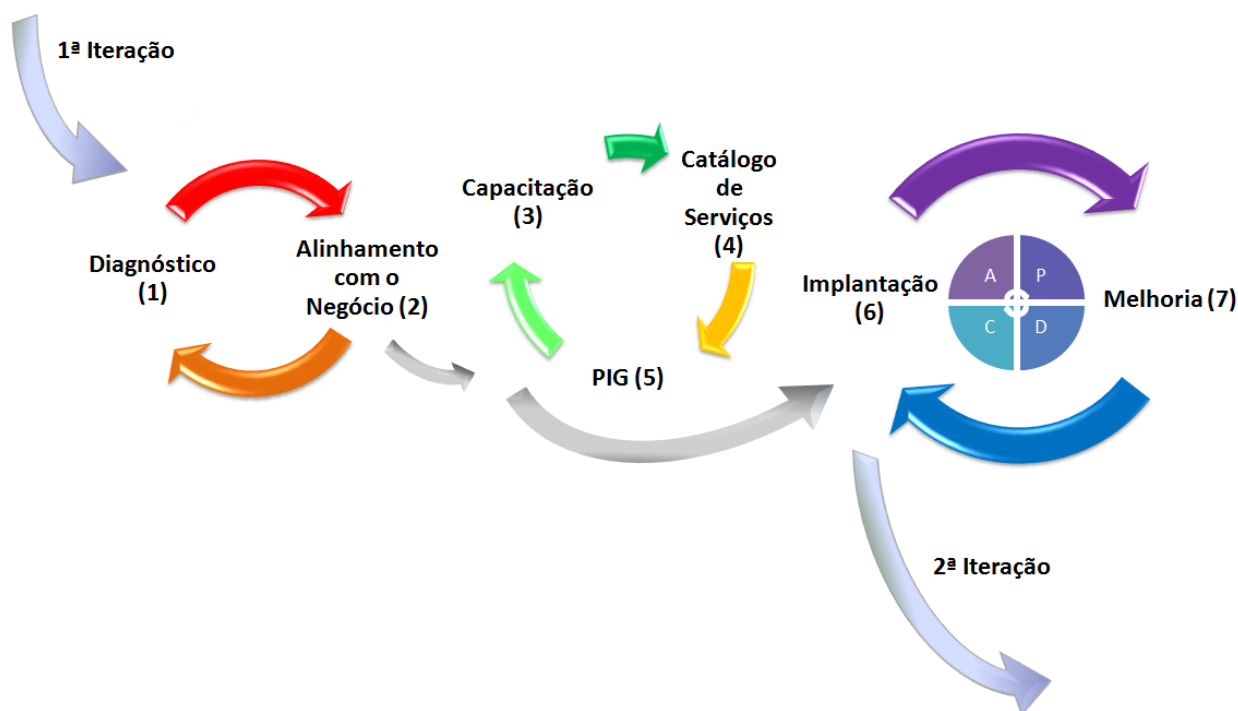 1ª Iteração
Diagnóstico
(1)
Alinhamento
com o
Negócio (2)
Capacitação
(3)
Catálogo
de
Serviços
(4)
PIG (5)
Implantação
(6)
A P
C D
Melhoria (7)
2ª Iteração